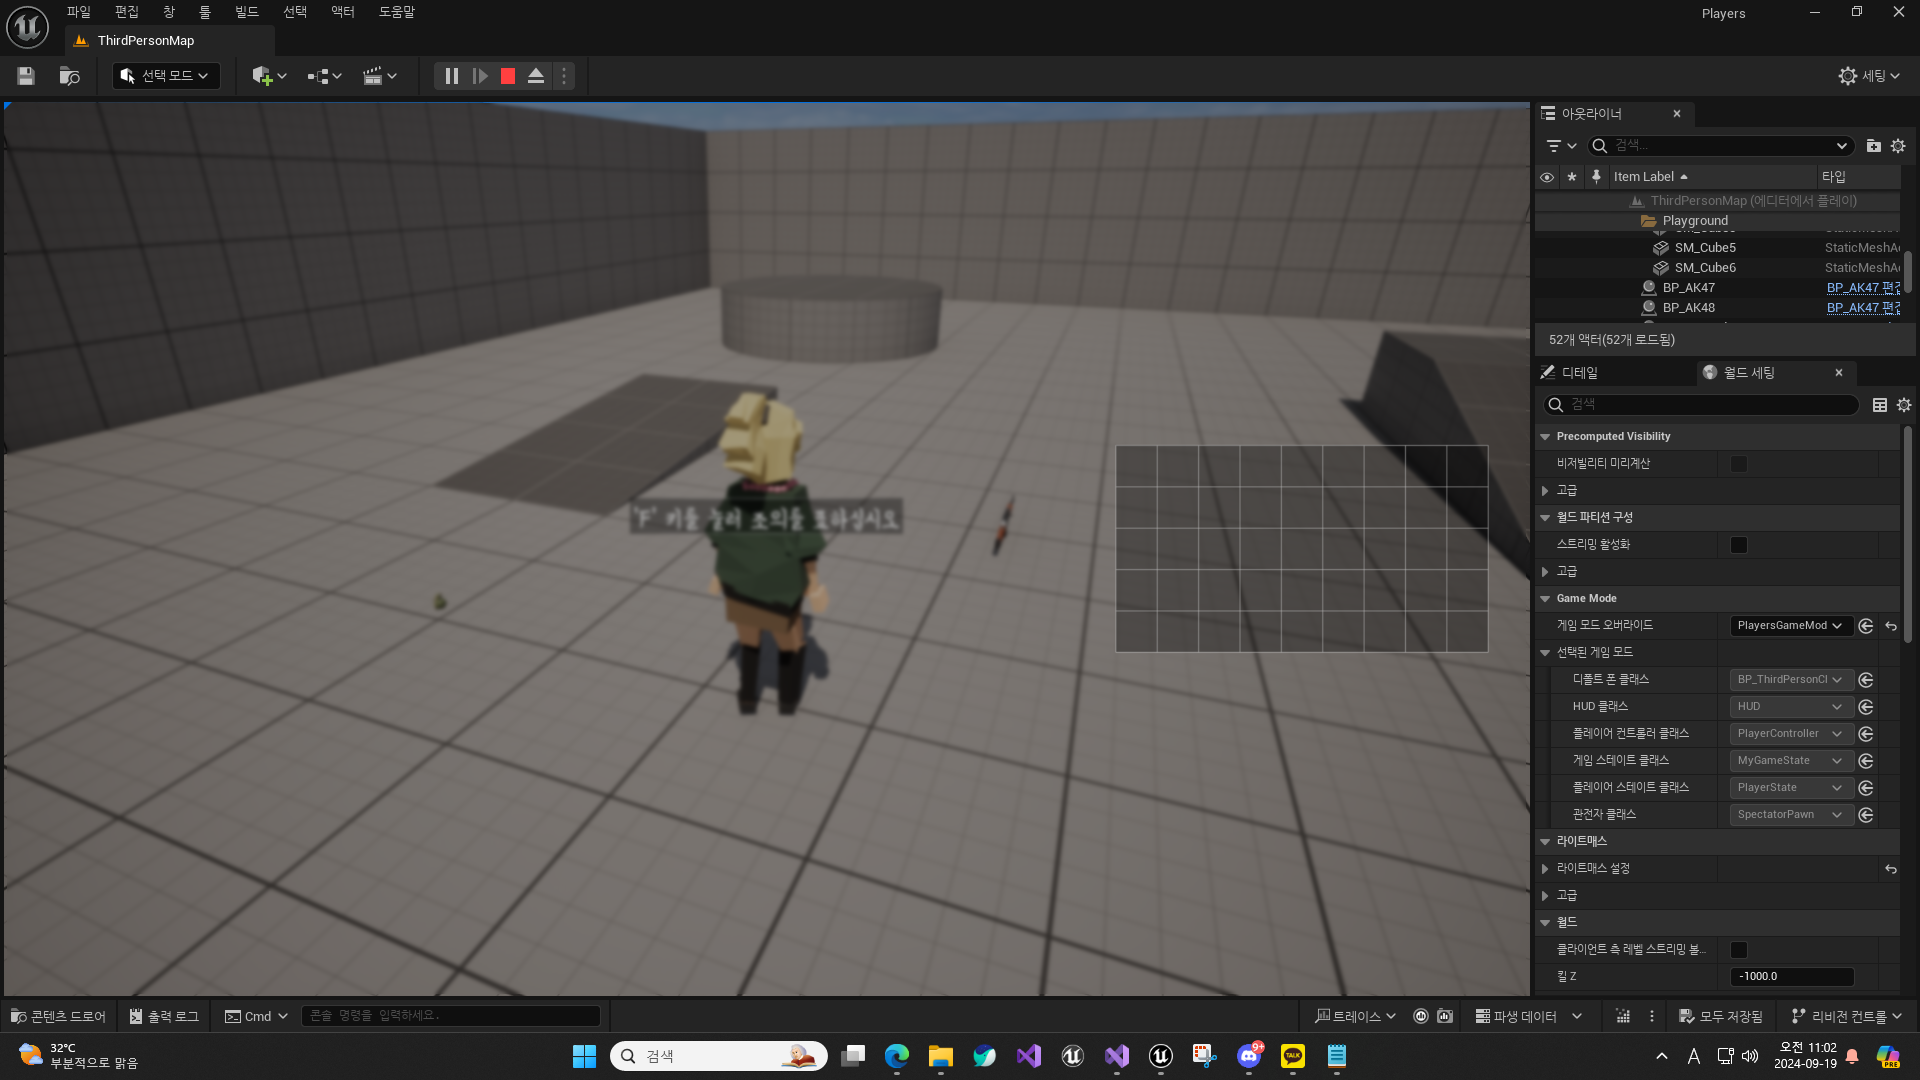 파일 편집 창 툴 빌드 선택 액터 도움말
Players
ThirdPersonMap
선택 모드
세팅
아웃라이너
검색...
Item Label
타입
ThirdPersonMap (에디터에서 플레이)
Playground
SM_Cube5
StaticMeshAc
SM_Cube6
StaticMeshAc
BP_AK47
BP_AK47 편집
BP_AK48
BP_AK47 편집
52개 액터(52개 로드됨)
디테일
월드 세팅
검색
Precomputed Visibility
비저빌리티 미리계산
고급
월드 파티션 구성
스트리밍 활성화
고급
Game Mode
게임 모드 오버라이드
PlayersGameMod
선택된 게임 모드
디폴트 폰 클래스
BP_ThirdPersonCl
HUD 클래스
HUD
플레이어 컨트롤러 클래스
PlayerController
게임 스테이트 클래스
MyGameState
플레이어 스테이트 클래스
PlayerState
관전자 클래스
SpectatorPawn
라이트매스
라이트매스 설정
고급
월드
클라이언트 측 레벨 스트리밍 볼...
킬 Z
-1000.0
'F' 키를 눌러
콘텐츠 드로어
출력 로그
Cmd
콘솔 명령을 입력하세요.
트레이스
파생 데이터
모두 저장됨
리비전 컨트롤
32°C
부분적으로 맑음
검색
9+
TALK
A
오전 11:02
2024-09-19
PRE